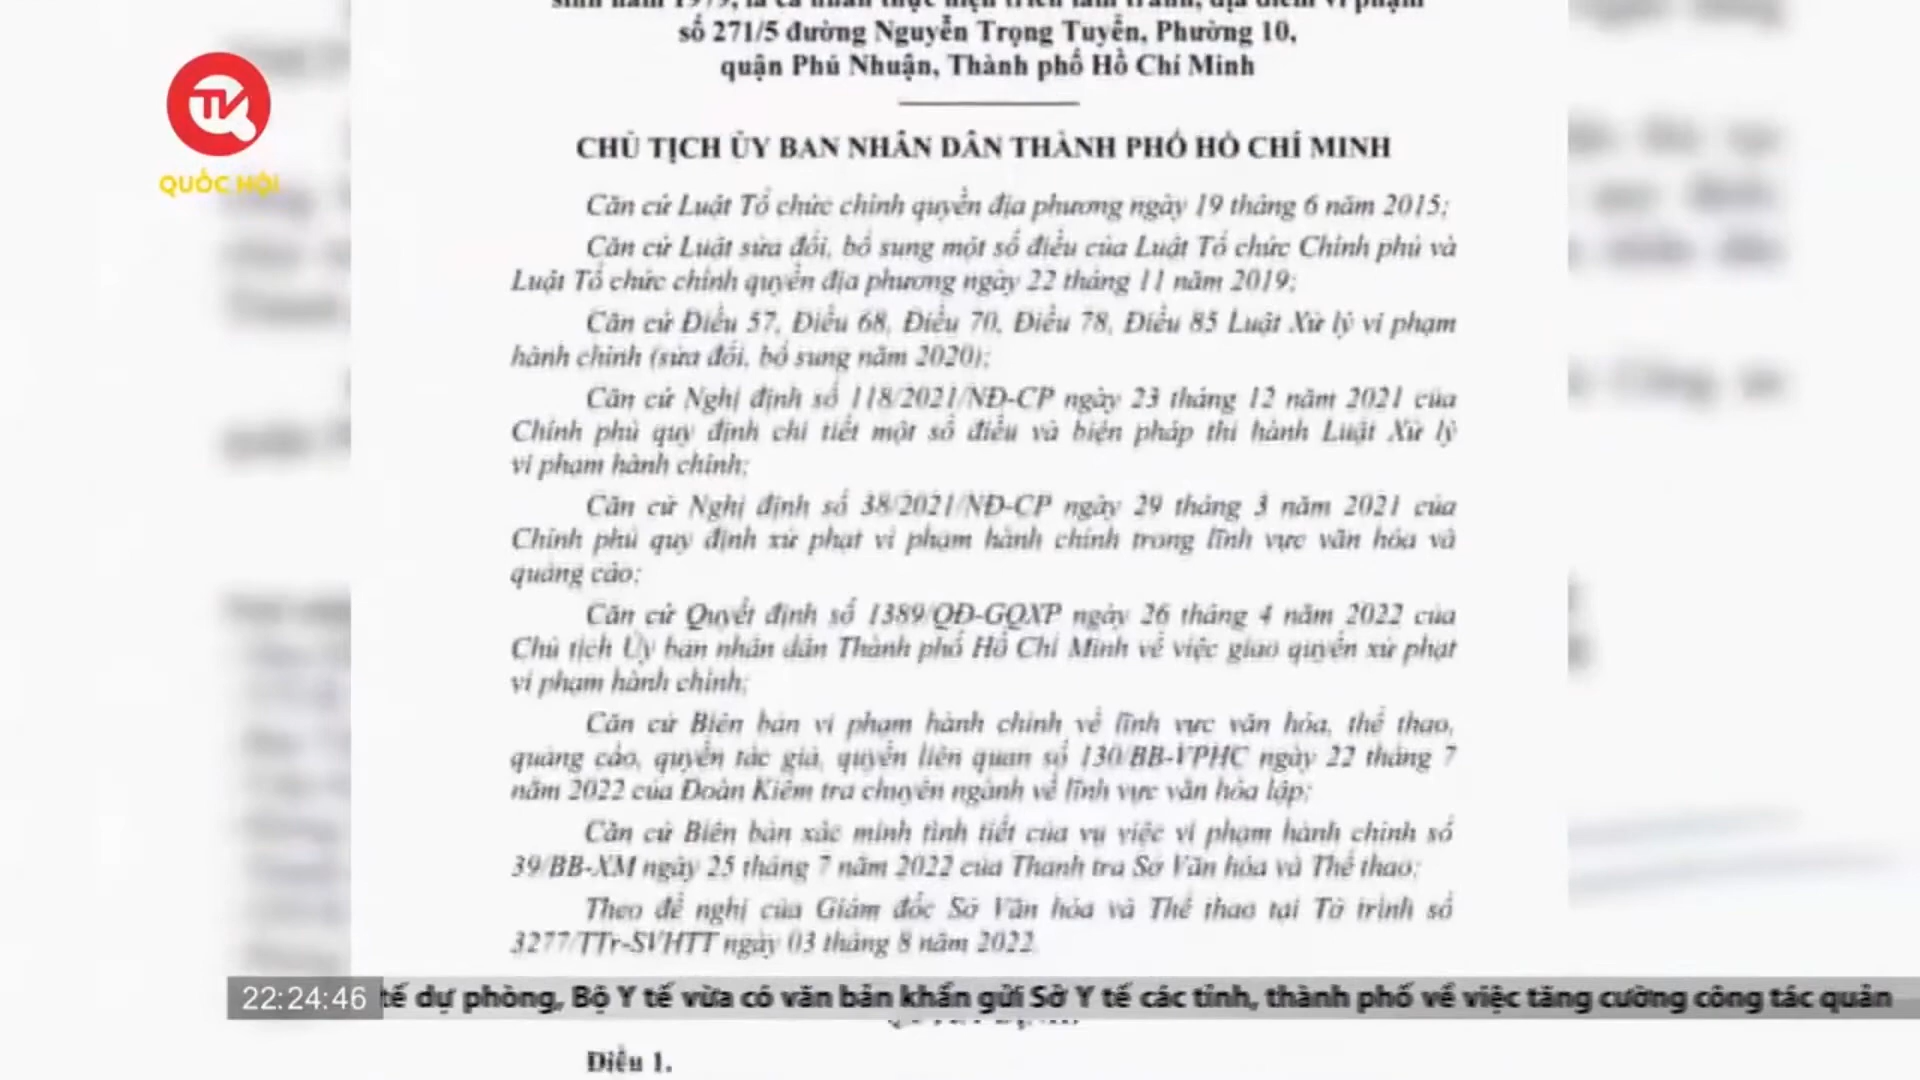 sinh năm 1979, là cá nhân thực hiện triển lãm tranh, địa điểm vi phạm
số 271/5 đường Nguyễn Trọng Tuyển, Phường 10,
quận Phú Nhuận, Thành phố Hồ Chí Minh
TV
QUỐC HỘI
CHỦ TỊCH ỦY BAN NHÂN DÂN THÀNH PHỐ HỒ CHÍ MINH
Căn cứ Luật Tổ chức chính quyền địa phương ngày 19 tháng 6 năm 2015;
Căn cứ Luật sửa đổi, bổ sung một số điều của Luật Tổ chức Chính phủ và
Luật Tổ chức chính quyền địa phương ngày 22 tháng 11 năm 2019;
Căn cứ Điều 57, Điều 68, Điều 70, Điều 78, Điều 85 Luật Xử lý vi phạm
hành chính (sửa đổi, bổ sung năm 2020);
Căn cứ Nghị định số 118/2021/NĐ-CP ngày 23 tháng 12 năm 2021 của
Chính phủ quy định chi tiết một số điều và biện pháp thi hành Luật Xử lý
vi phạm hành chính;
Căn cứ Nghị định số 38/2021/NĐ-CP ngày 29 tháng 3 năm 2021 của
Chính phủ quy định xử phạt vi phạm hành chính trong lĩnh vực văn hóa và
quảng cáo;
Căn cứ Quyết định số 1389/QĐ-GQXP ngày 26 tháng 4 năm 2022 của
Chủ tịch Ủy ban nhân dân Thành phố Hồ Chí Minh về việc giao quyền xử phạt
vi phạm hành chính;
Căn cứ Biên bản vi phạm hành chính về lĩnh vực văn hóa, thể thao,
quảng cáo, quyền tác giả, quyền liên quan số 130/BB-VPHC ngày 22 tháng 7
năm 2022 của Đoàn Kiểm tra chuyên ngành về lĩnh vực văn hóa lập;
Căn cứ Biên bản xác minh tình tiết của vụ việc vi phạm hành chính số
39/BB-XM ngày 25 tháng 7 năm 2022 của Thanh tra Sở Văn hóa và Thể thao;
Theo đề nghị của Giám đốc Sở Văn hóa và Thể thao tại Tờ trình số
3277/TTr-SVHTT ngày 03 tháng 8 năm 2022.
22:24:46 tế dự phòng, Bộ Y tế vừa có văn bản khẩn gửi Sở Y tế các tỉnh, thành phố về việc tăng cường công tác quản
Điều 1.